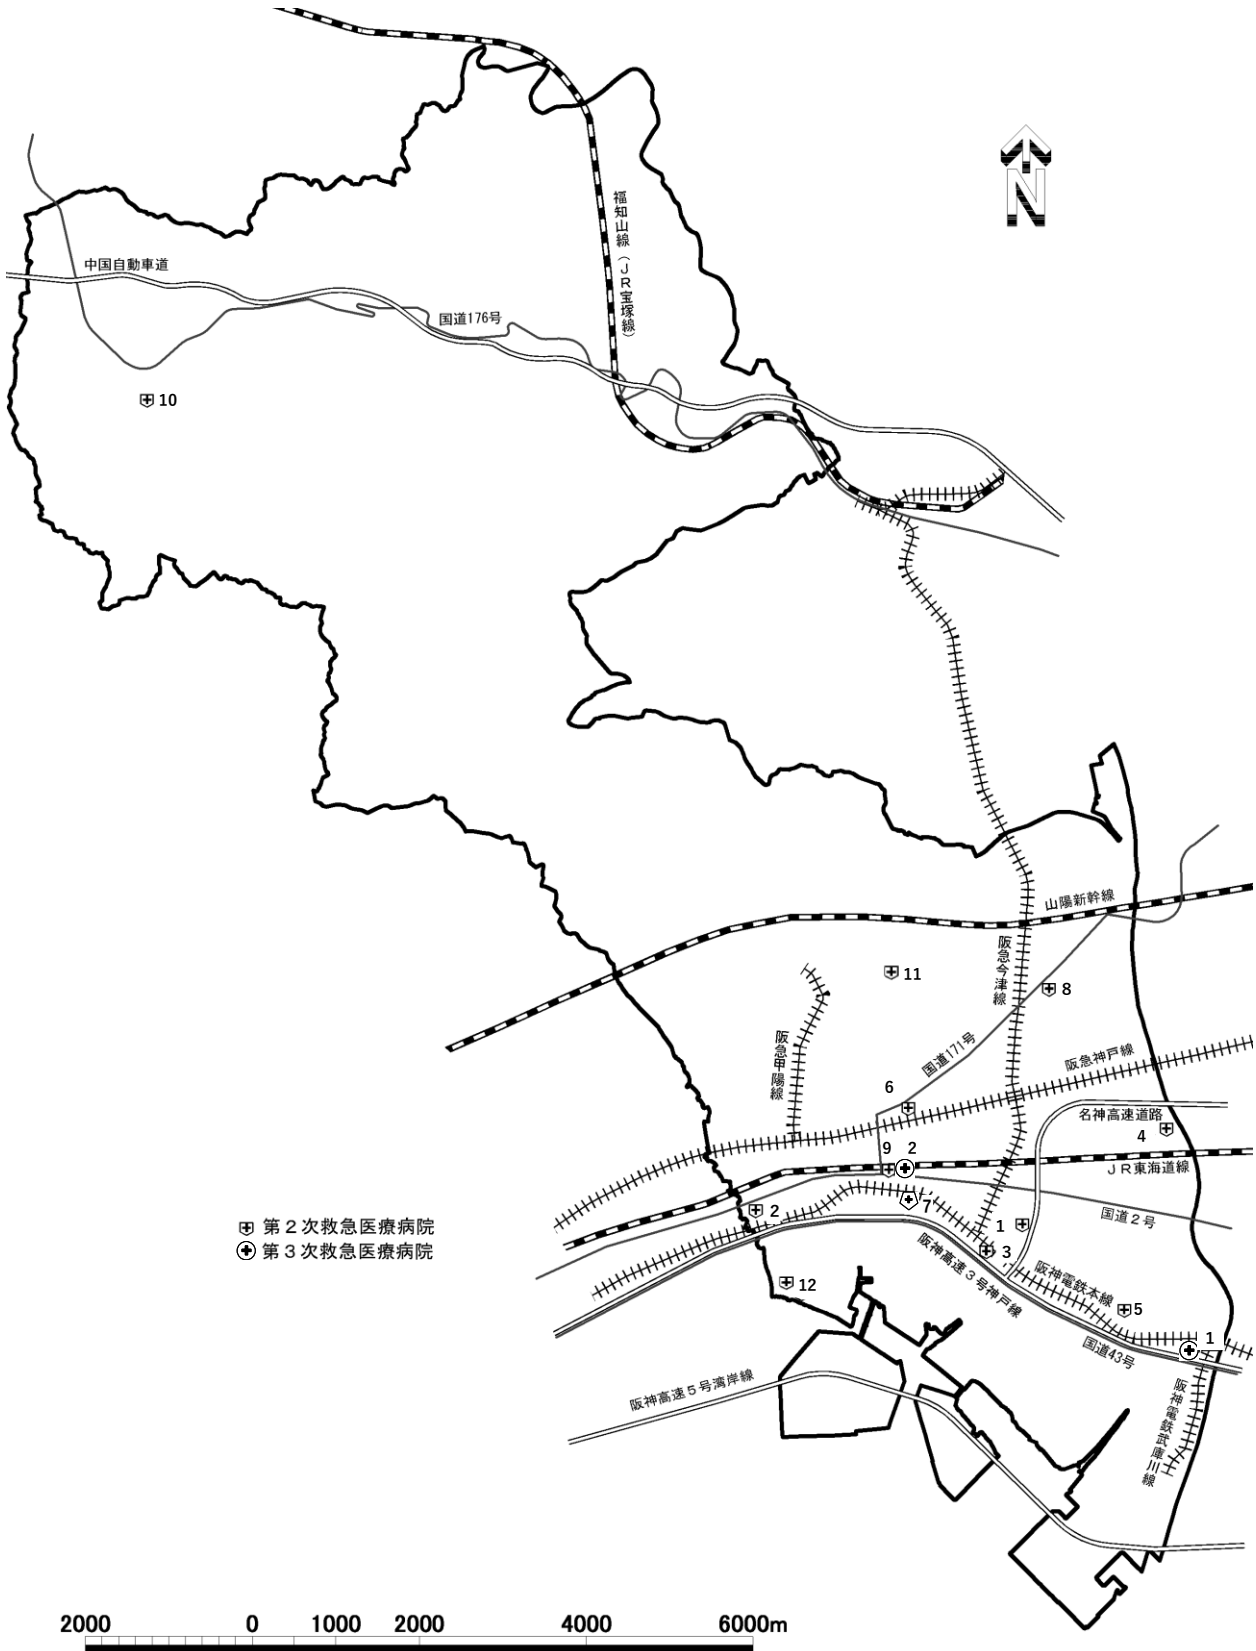 N
福知山線（ＪＲ宝塚線）
中国自動車道
国道176号
10
山陽新幹線
阪急今津線
11
8
国道171号
阪急甲陽線
阪急神戸線
6
名神高速道路
4
9 2
ＪＲ東海道線
2
7
1
国道２号
第２次救急医療病院
3
第３次救急医療病院
阪神高速３号神戸線
阪神電鉄本線
12
5
1
国道43号
阪神高速５号湾岸線
阪神電鉄武庫川線
2000 0 1000 2000 4000 6000m